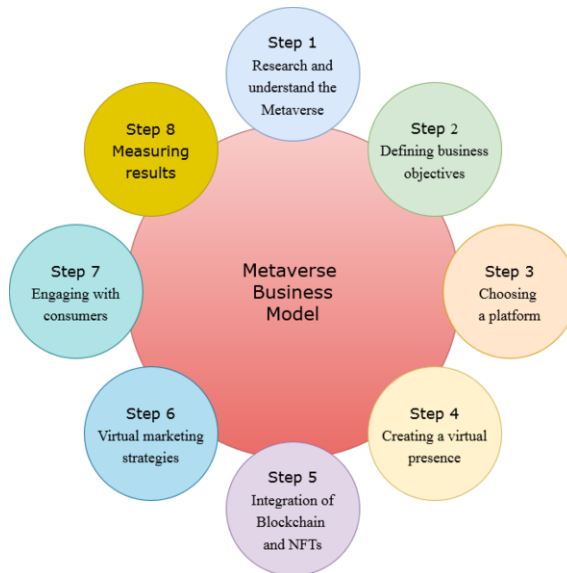 Step 1
Research and
understand the
Metaverse
Step 2
Defining business
objectives
Step 3
Choosing
a platform
Step 4
Creating a virtual
presence
Step 5
Integration of
Blockchain
and NFTs
Step 6
Virtual marketing
strategies
Step 7
Engaging with
consumers
Step 8
Measuring
results
Metaverse
Business
Model